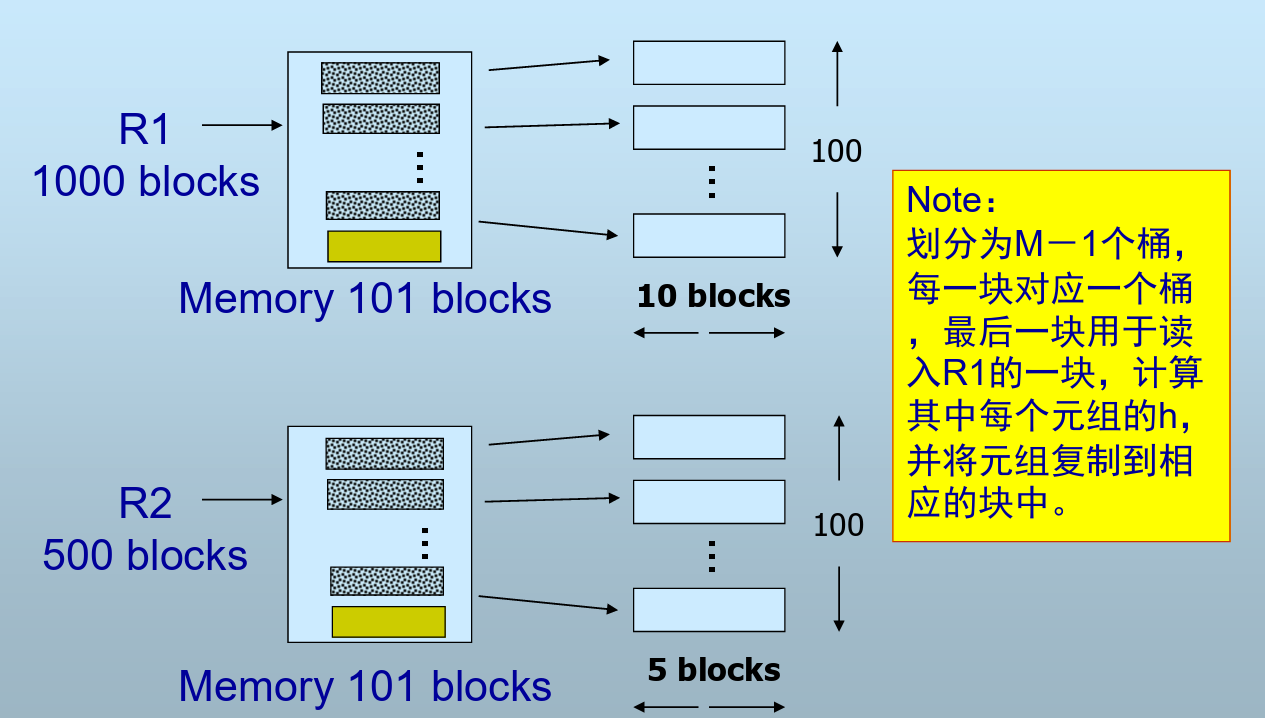 R1
1000 blocks
Memory 101 blocks
100
10 blocks
Note：
划分为M－1个桶，
每一块对应一个桶
，最后一块用于读
入R1的一块，计算
其中每个元组的h，
并将元组复制到相
应的块中。
R2
500 blocks
Memory 101 blocks
100
5 blocks